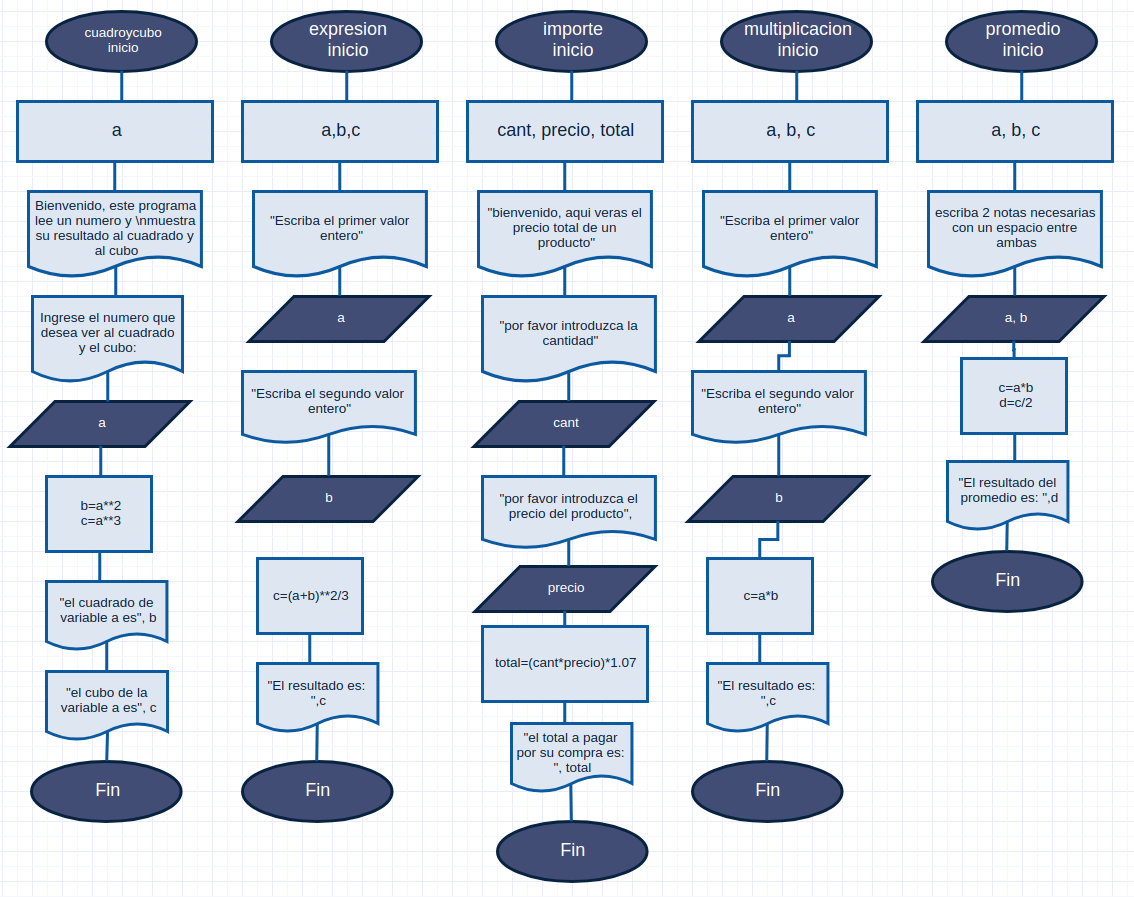 cuadroycubo
inicio
a
Bienvenido, este programa
lee un numero y \nmuestra
su resultado al cuadrado y
al cubo
Ingrese el numero que
desea ver al cuadrado
y el cubo:
a
b=a**2
c=a**3
"el cuadrado de
variable a es", b
"el cubo de la
variable a es", c
Fin
expresion
inicio
a,b,c
"Escriba el primer valor
entero"
a
"Escriba el segundo valor
entero"
b
c=(a+b)**2/3
"El resultado es:
",c
Fin
importe
inicio
cant, precio, total
"bienvenido, aqui veras el
precio total de un
producto"
"por favor introduzca la
cantidad"
cant
"por favor introduzca el
precio del producto",
precio
total=(cant*precio)*1.07
"el total a pagar
por su compra es:
", total
Fin
multiplicacion
inicio
a, b, c
"Escriba el primer valor
entero"
a
"Escriba el segundo valor
entero"
b
c=a*b
"El resultado es:
",c
Fin
promedio
inicio
a, b, c
escriba 2 notas necesarias
con un espacio entre
ambas
a, b
c=a*b
d=c/2
"El resultado del
promedio es: ",d
Fin